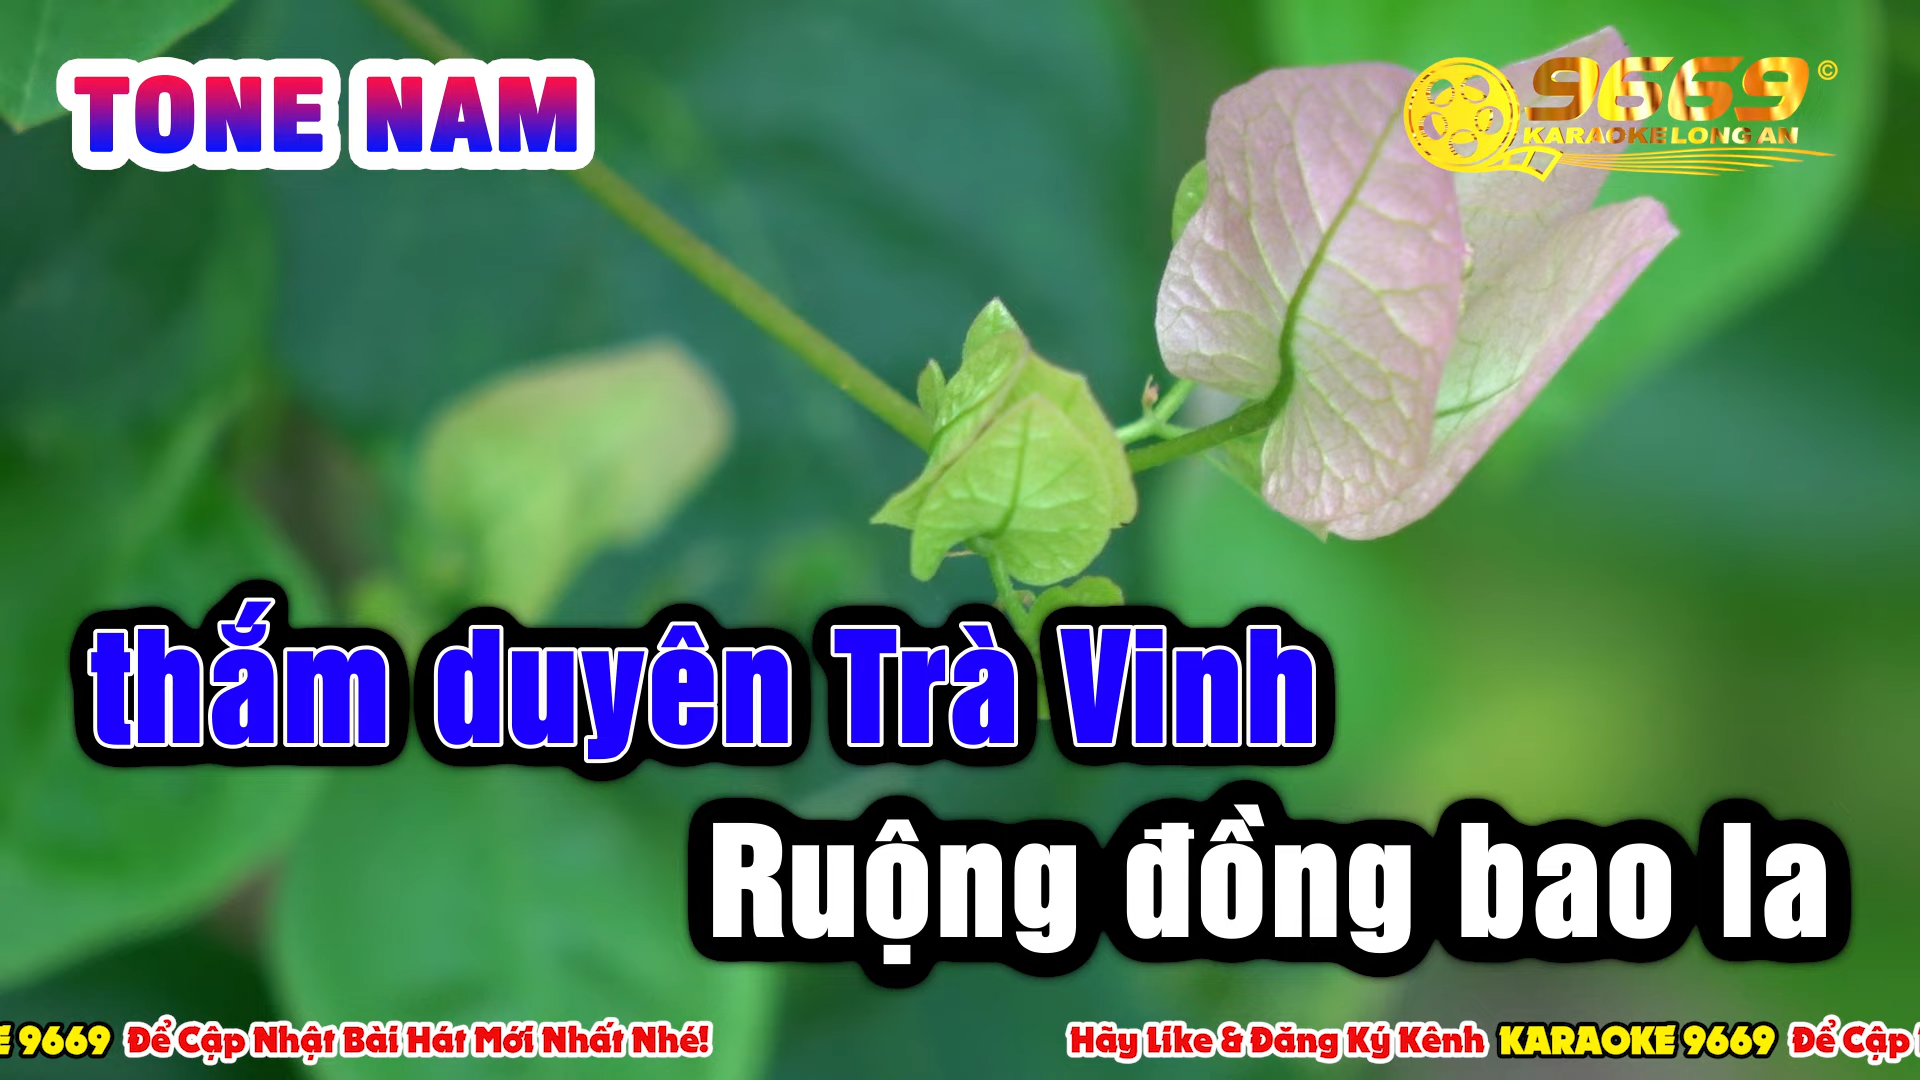 TONE NAM
9669©
KARAOKE LONG AN
thắm duyên Trà Vinh
Ruộng đồng bao la
E 9669 Để Cập Nhật Bài Hát Mới Nhất Nhé! Hãy Like & Đăng Ký Kênh KARAOKE 9669 Để Cập